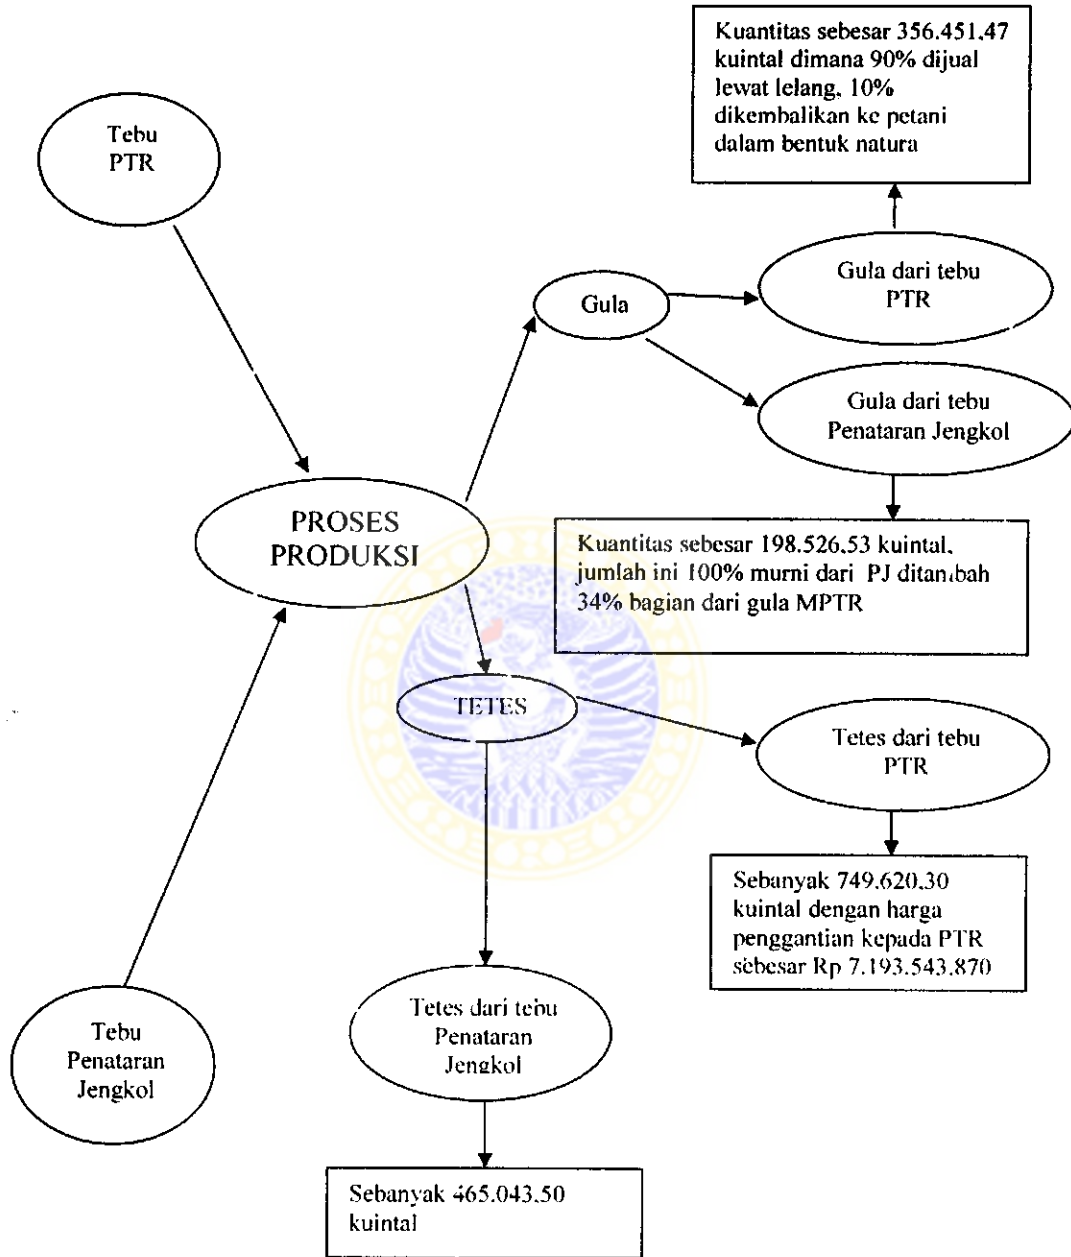 Kuantitas sebesar 356.451,47
kuintal dimana 90% dijual
lewat lelang, 10%
dikembalikan ke petani
dalam bentuk natura
Tebu
PTR
Gula dari tebu
PTR
Gula
Gula dari tebu
Penataran Jengkol
PROSES
PRODUKSI
Kuantitas sebesar 198.526,53 kuintal,
jumlah ini 100% murni dari PJ ditambah
34% bagian dari gula MPTR
TETES
Tetes dari tebu
PTR
Sebanyak 749.620,30
kuintal dengan harga
penggantian kepada PTR
sebesar Rp 7.193.543.870
Tetes dari tebu
Penataran
Jengkol
Tebu
Penataran
Jengkol
Sebanyak 465.043,50
kuintal